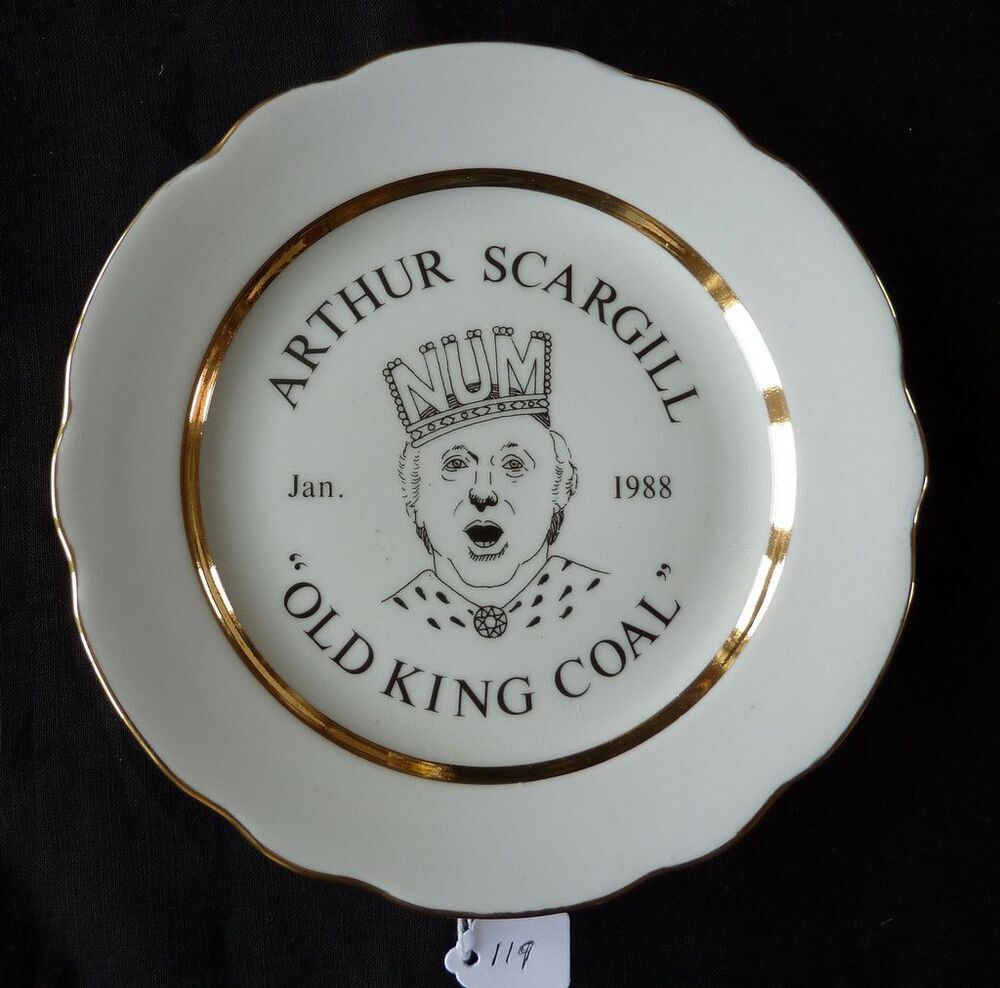 ARTHUR SCARGILL
NUM
Jan. 1988
“OLD KING COAL”
119